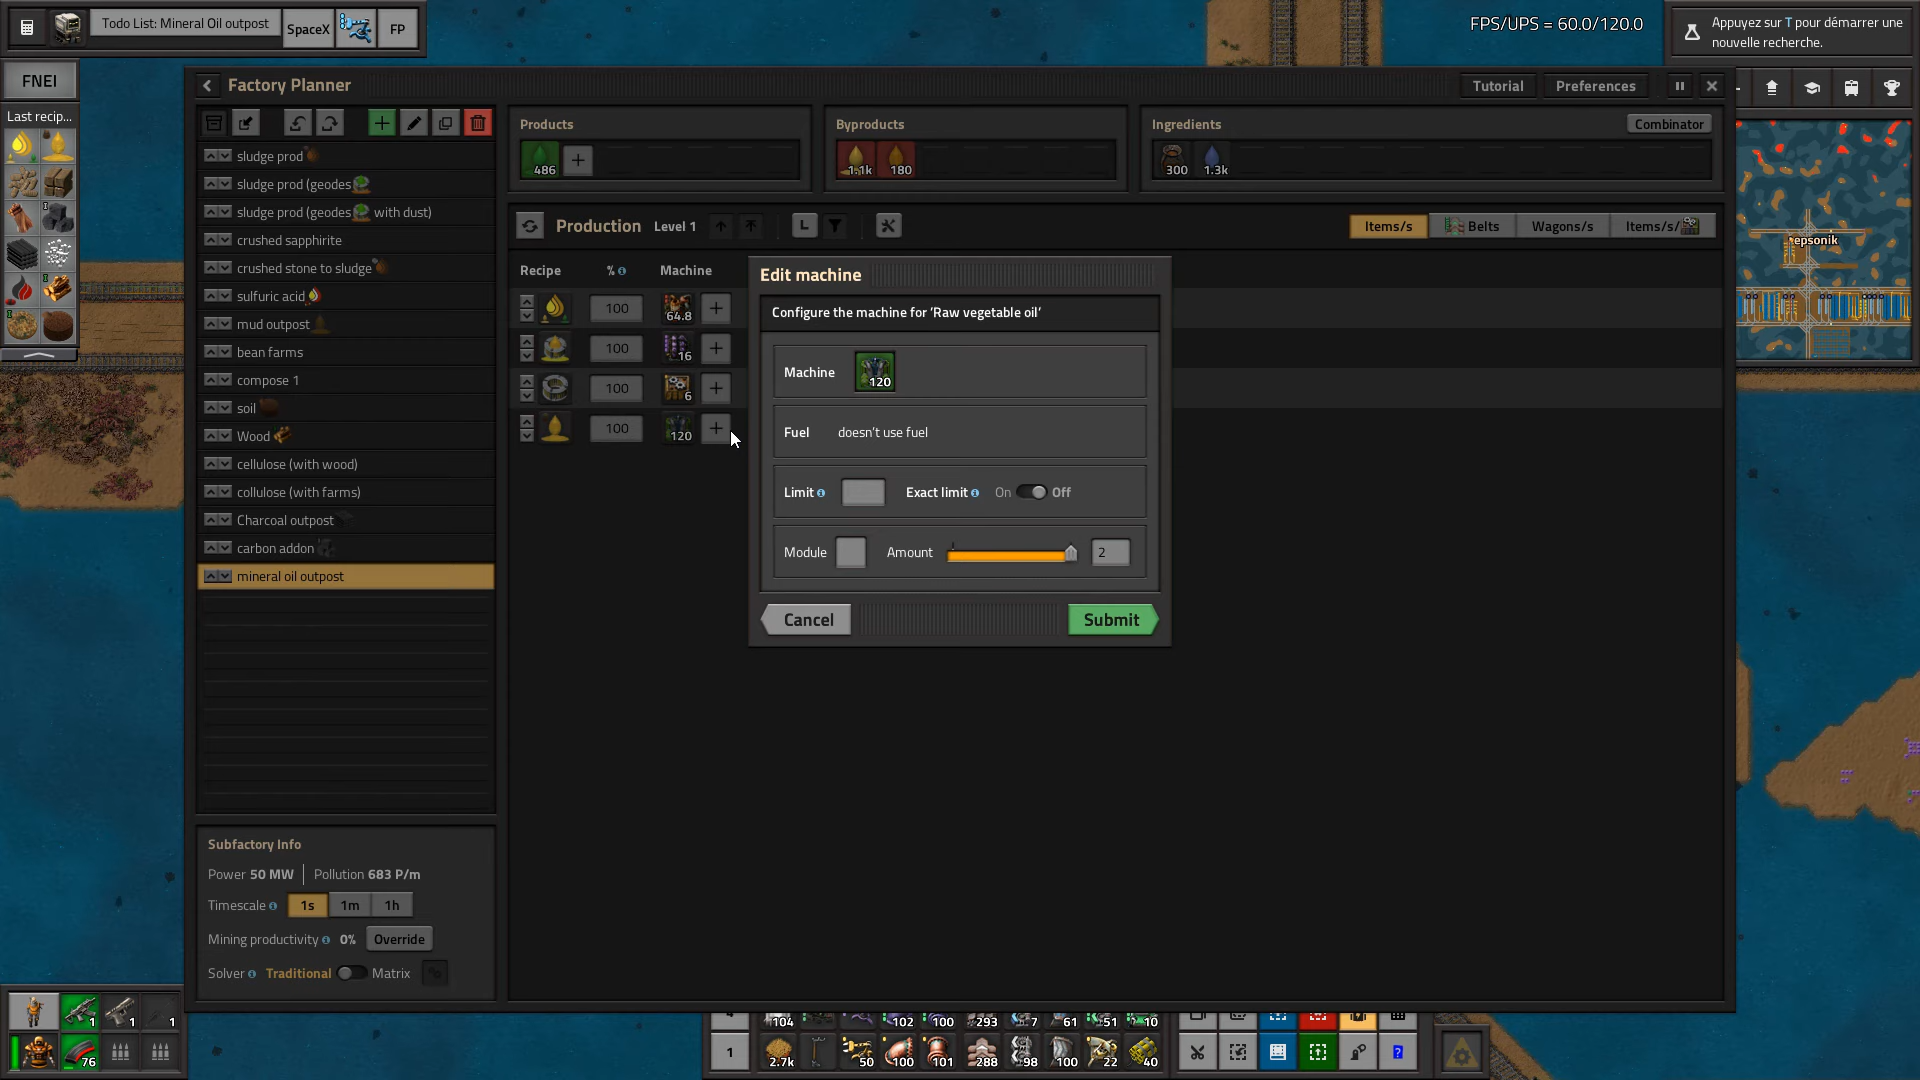 Todo List: Mineral Oil outpost
SpaceX
FP
FPS/UPS = 60.0/120.0
Appuyez sur T pour démarrer une
nouvelle recherche.
FNEI
Last recip...
Factory Planner
Tutorial
Preferences
sludge prod
sludge prod (geodes
sludge prod (geodes with dust)
crushed sapphirite
crushed stone to sludge
sulfuric acid
mud outpost
bean farms
compose 1
soil
Wood
cellulose (with wood)
collulose (with farms)
Charcoal outpost
carbon addon
mineral oil outpost
Products
486
Byproducts
1.1k
180
Ingredients
Combinator
300
1.3k
Production
Level 1
L
Items/s
Belts
Wagons/s
Items/s/
Recipe
%
Machine
100
64.8
100
16
100
6
100
120
Edit machine
Configure the machine for 'Raw vegetable oil'
Machine
120
Fuel
doesn't use fuel
Limit
Exact limit
On
Off
Module
Amount
2
Cancel
Submit
epsonik
Subfactory Info
Power 50 MW
Pollution 683 P/m
Timescale
1s
1m
1h
Mining productivity
0%
Override
Solver
Traditional
Matrix
1
1
1
76
104
102
100
293
7
61
51
10
1
2.7k
50
100
101
288
98
100
22
40
?